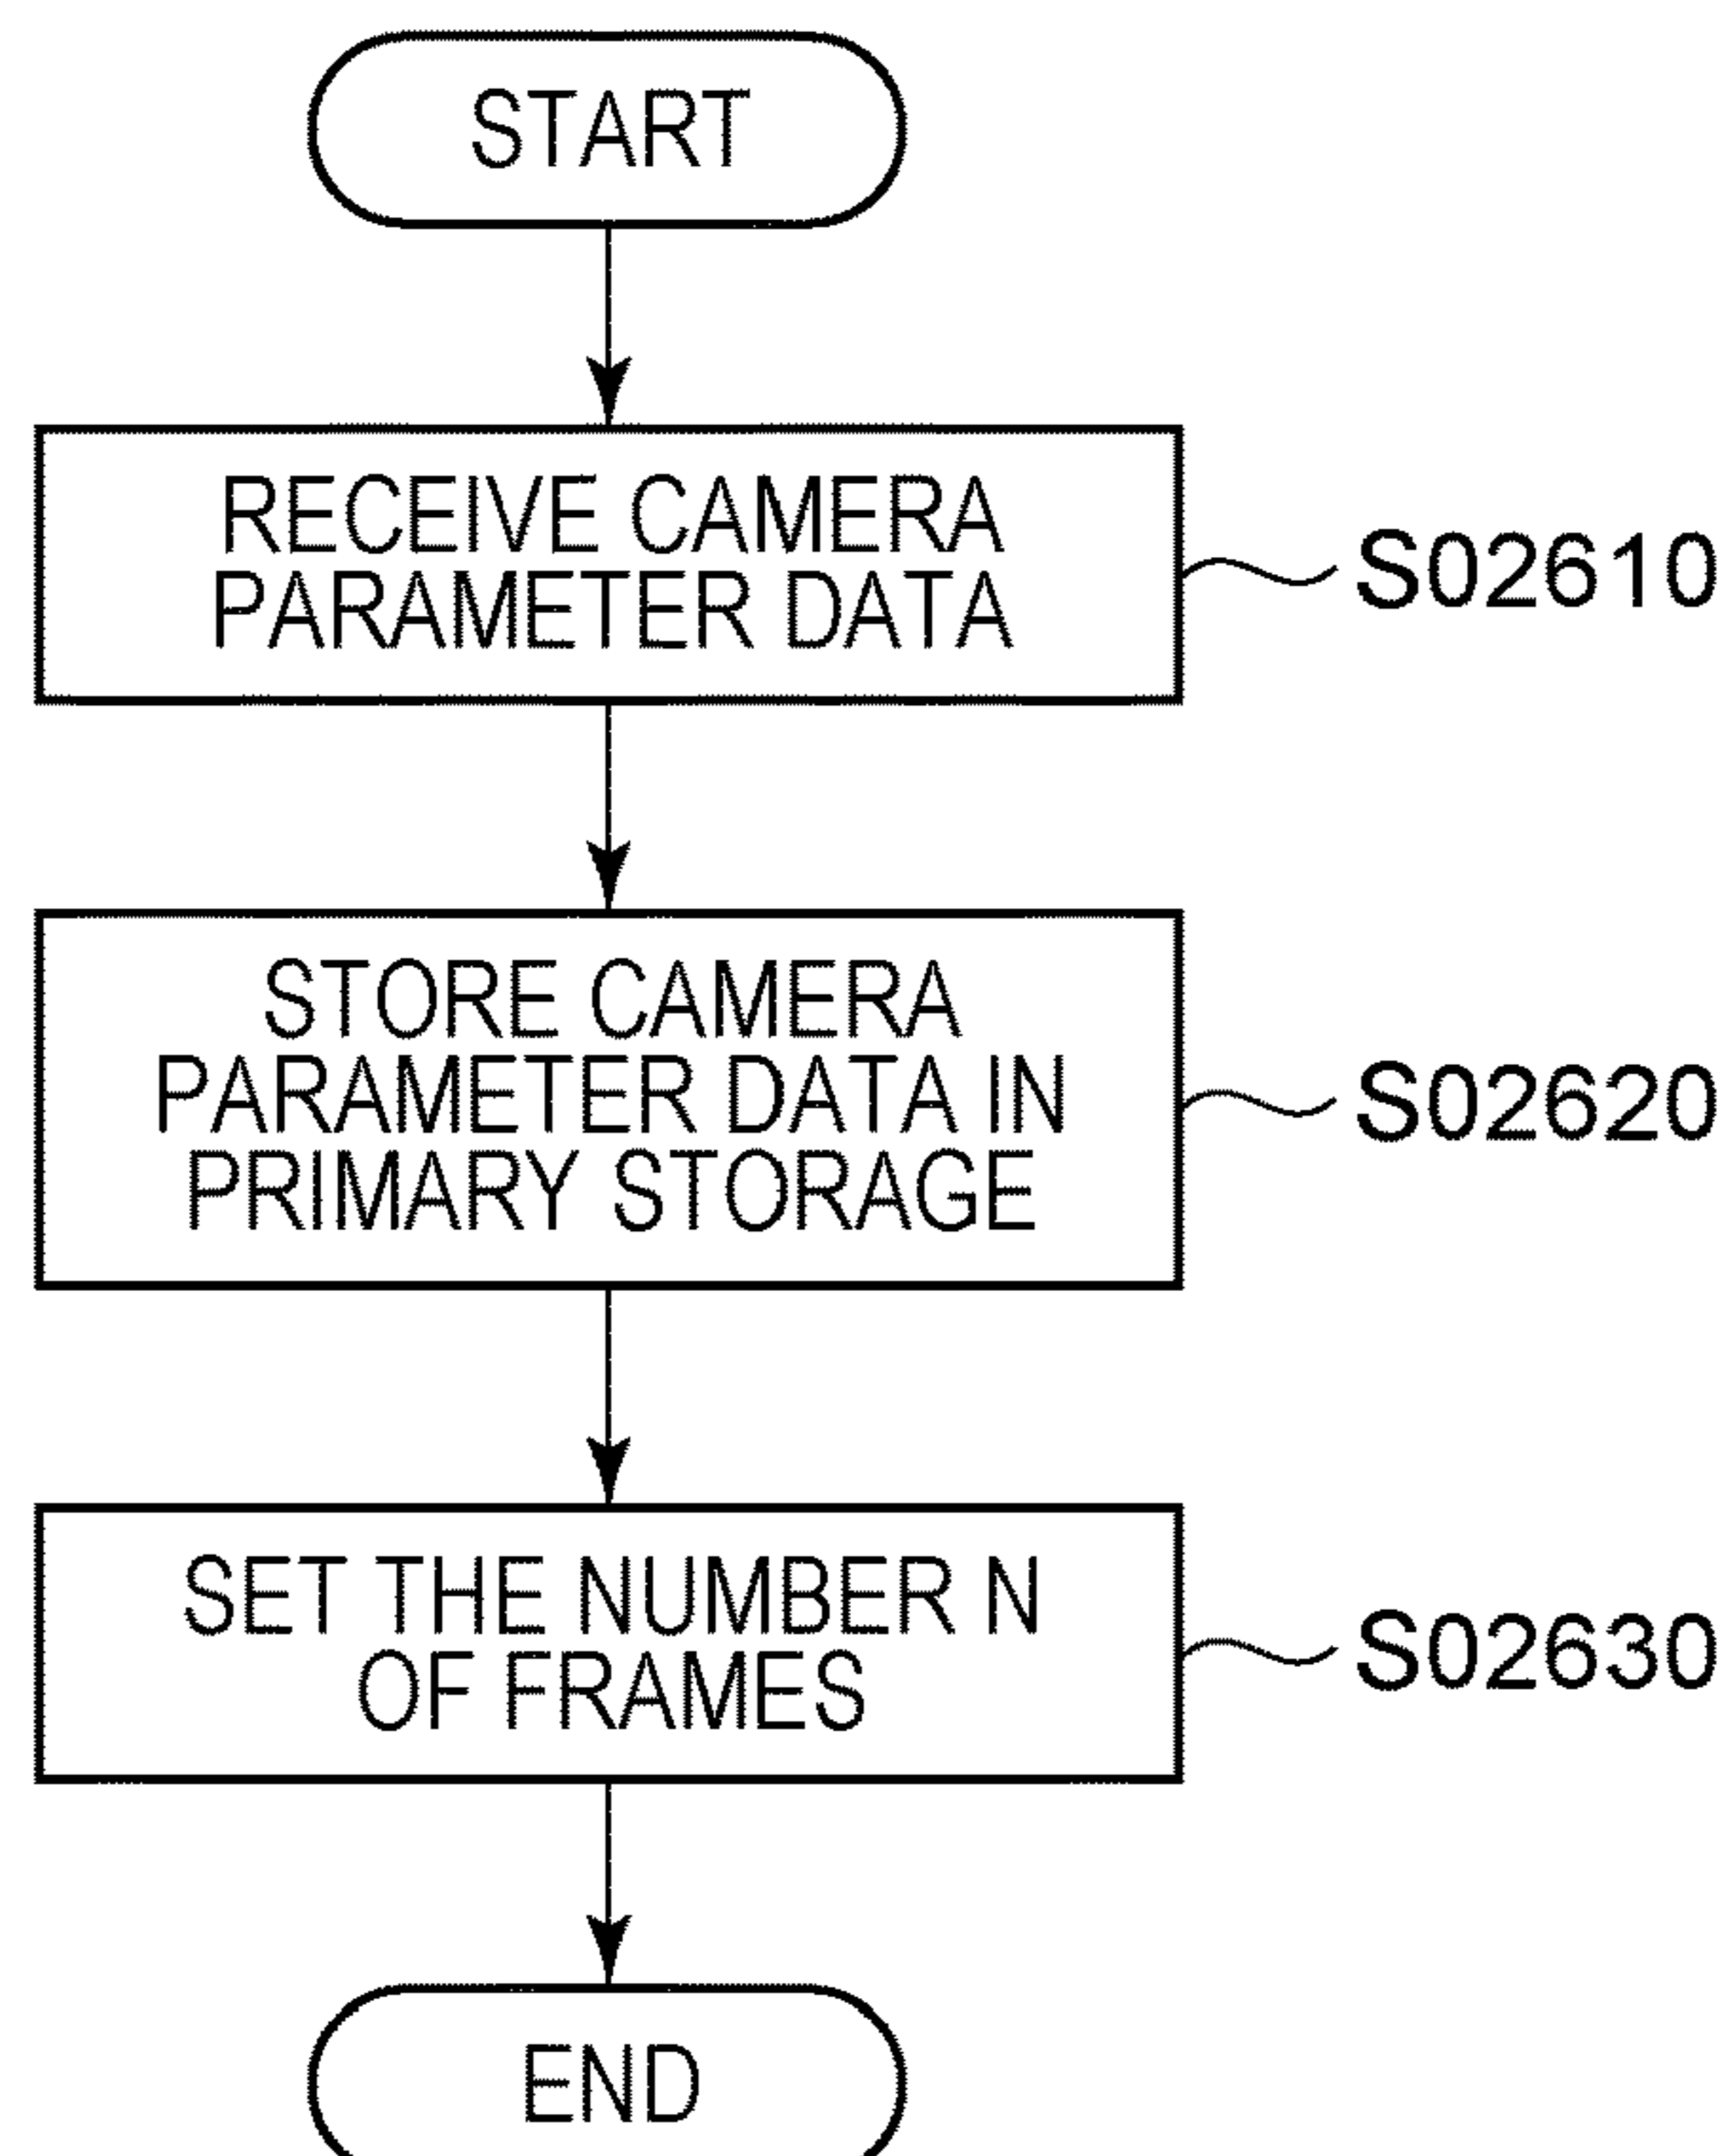 START
RECEIVE CAMERA
PARAMETER DATA
S02610
STORE CAMERA
PARAMETER DATA IN
PRIMARY STORAGE
S02620
SET THE NUMBER N
OF FRAMES
S02630
END